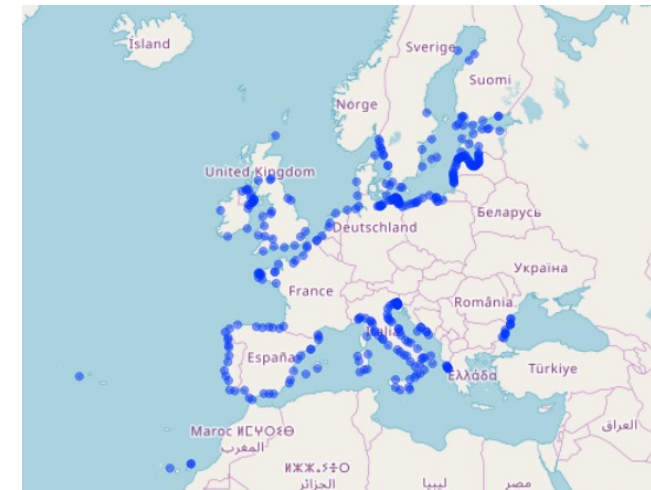 Ísland
Sverige
Suomi
Norge
United Kingdom
Беларусь
Deutschland
Україна
France
România
Italia
España
Ελλάδα
Türkiye
Maroc ⵍⵎⵖⵔⵉⴱ المغرب
العراق
ⵍⵣⵣⴰⵢⴻⵔ
الجزائر
ليبيا
مصر